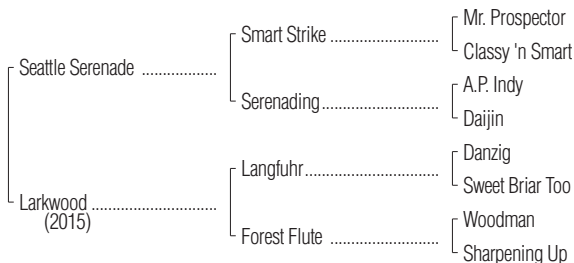 Mr. Prospector
Smart Strike ..........................
Classy 'n Smart
Seattle Serenade ..................
A.P. Indy
Serenading.............................
Daijin
Danzig
Langfuhr................................
Sweet Briar Too
Larkwood ..............................
(2015)
Woodman
Forest Flute ..........................
Sharpening Up